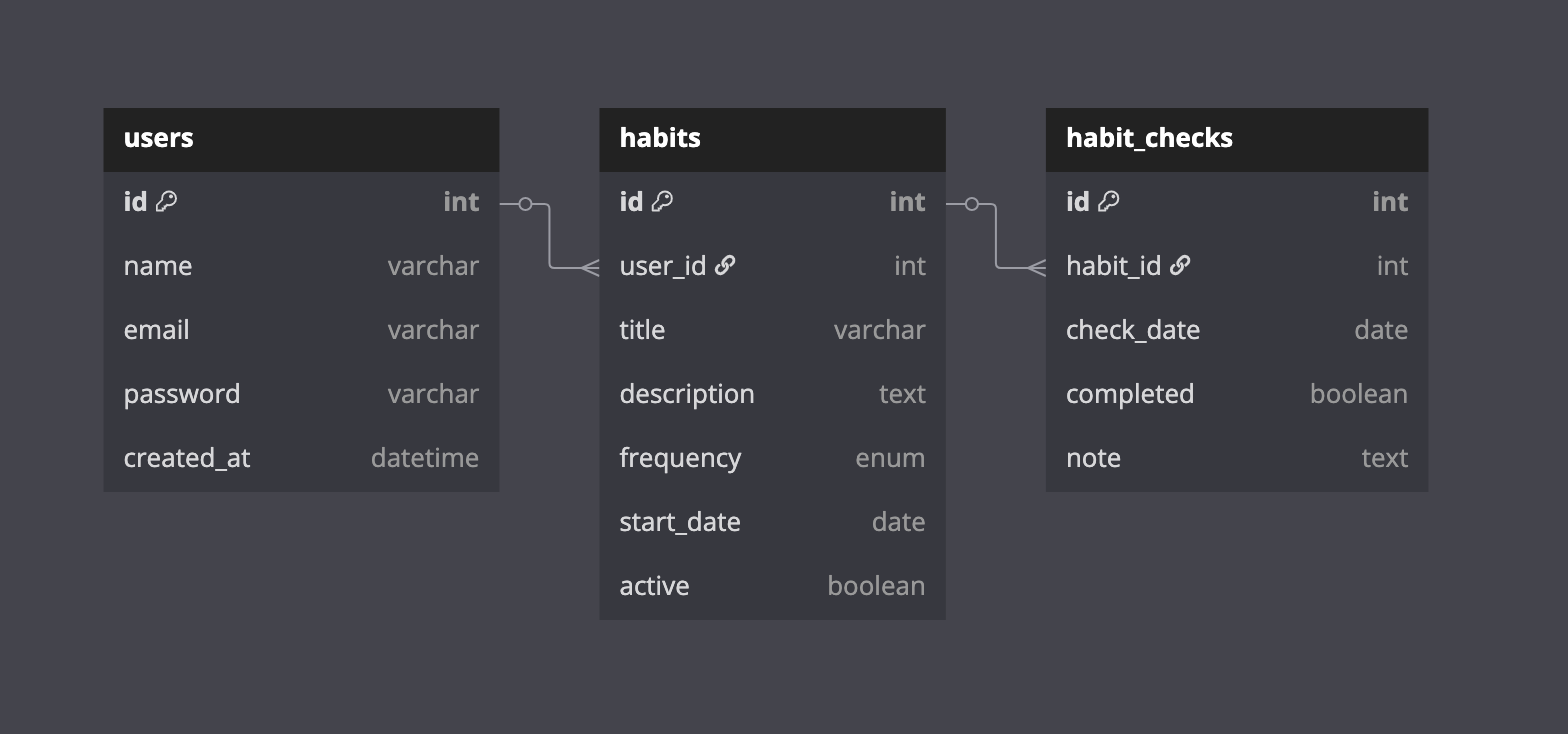 users
id int
name varchar
email varchar
password varchar
created_at datetime
habits
id int
user_id int
title varchar
description text
frequency enum
start_date date
active boolean
habit_checks
id int
habit_id int
check_date date
completed boolean
note text